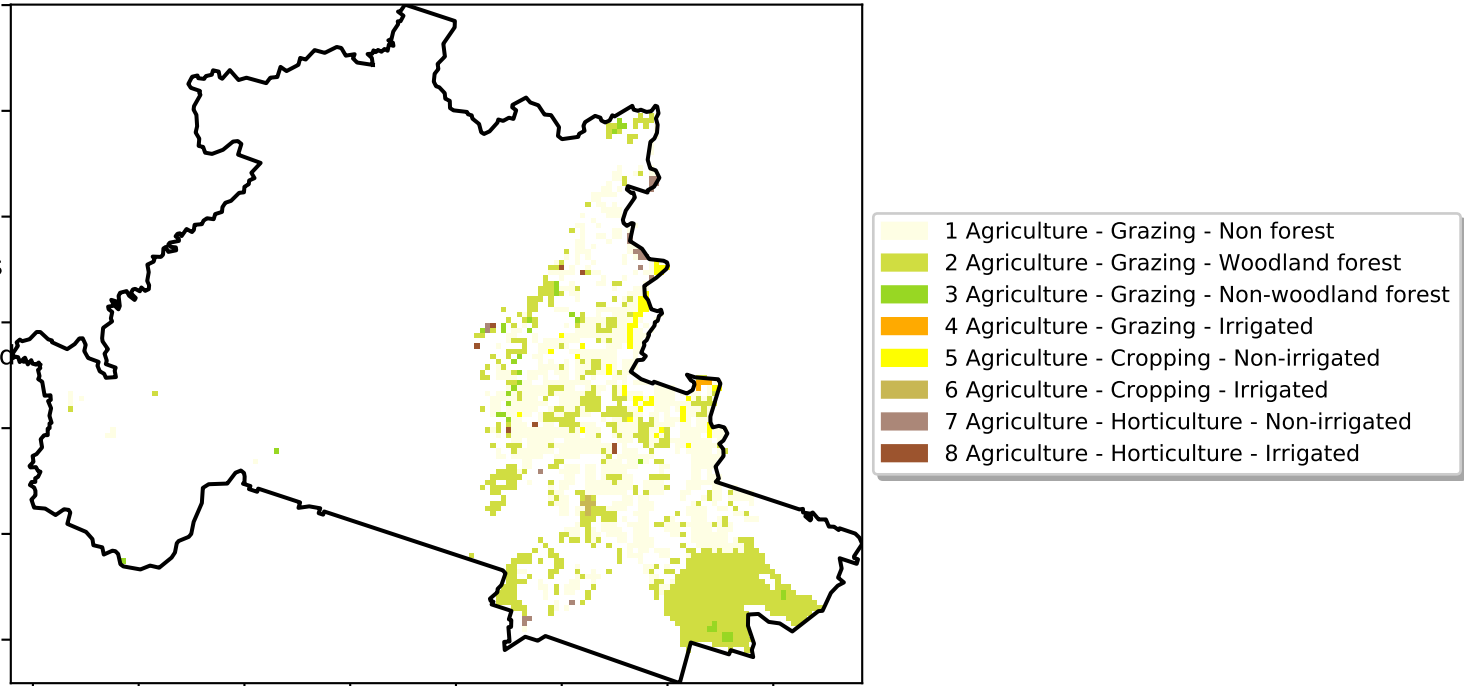 1 Agriculture - Grazing - Non forest
2 Agriculture - Grazing - Woodland forest
3 Agriculture - Grazing - Non-woodland forest
4 Agriculture - Grazing - Irrigated
5 Agriculture - Cropping - Non-irrigated
6 Agriculture - Cropping - Irrigated
7 Agriculture - Horticulture - Non-irrigated
8 Agriculture - Horticulture - Irrigated